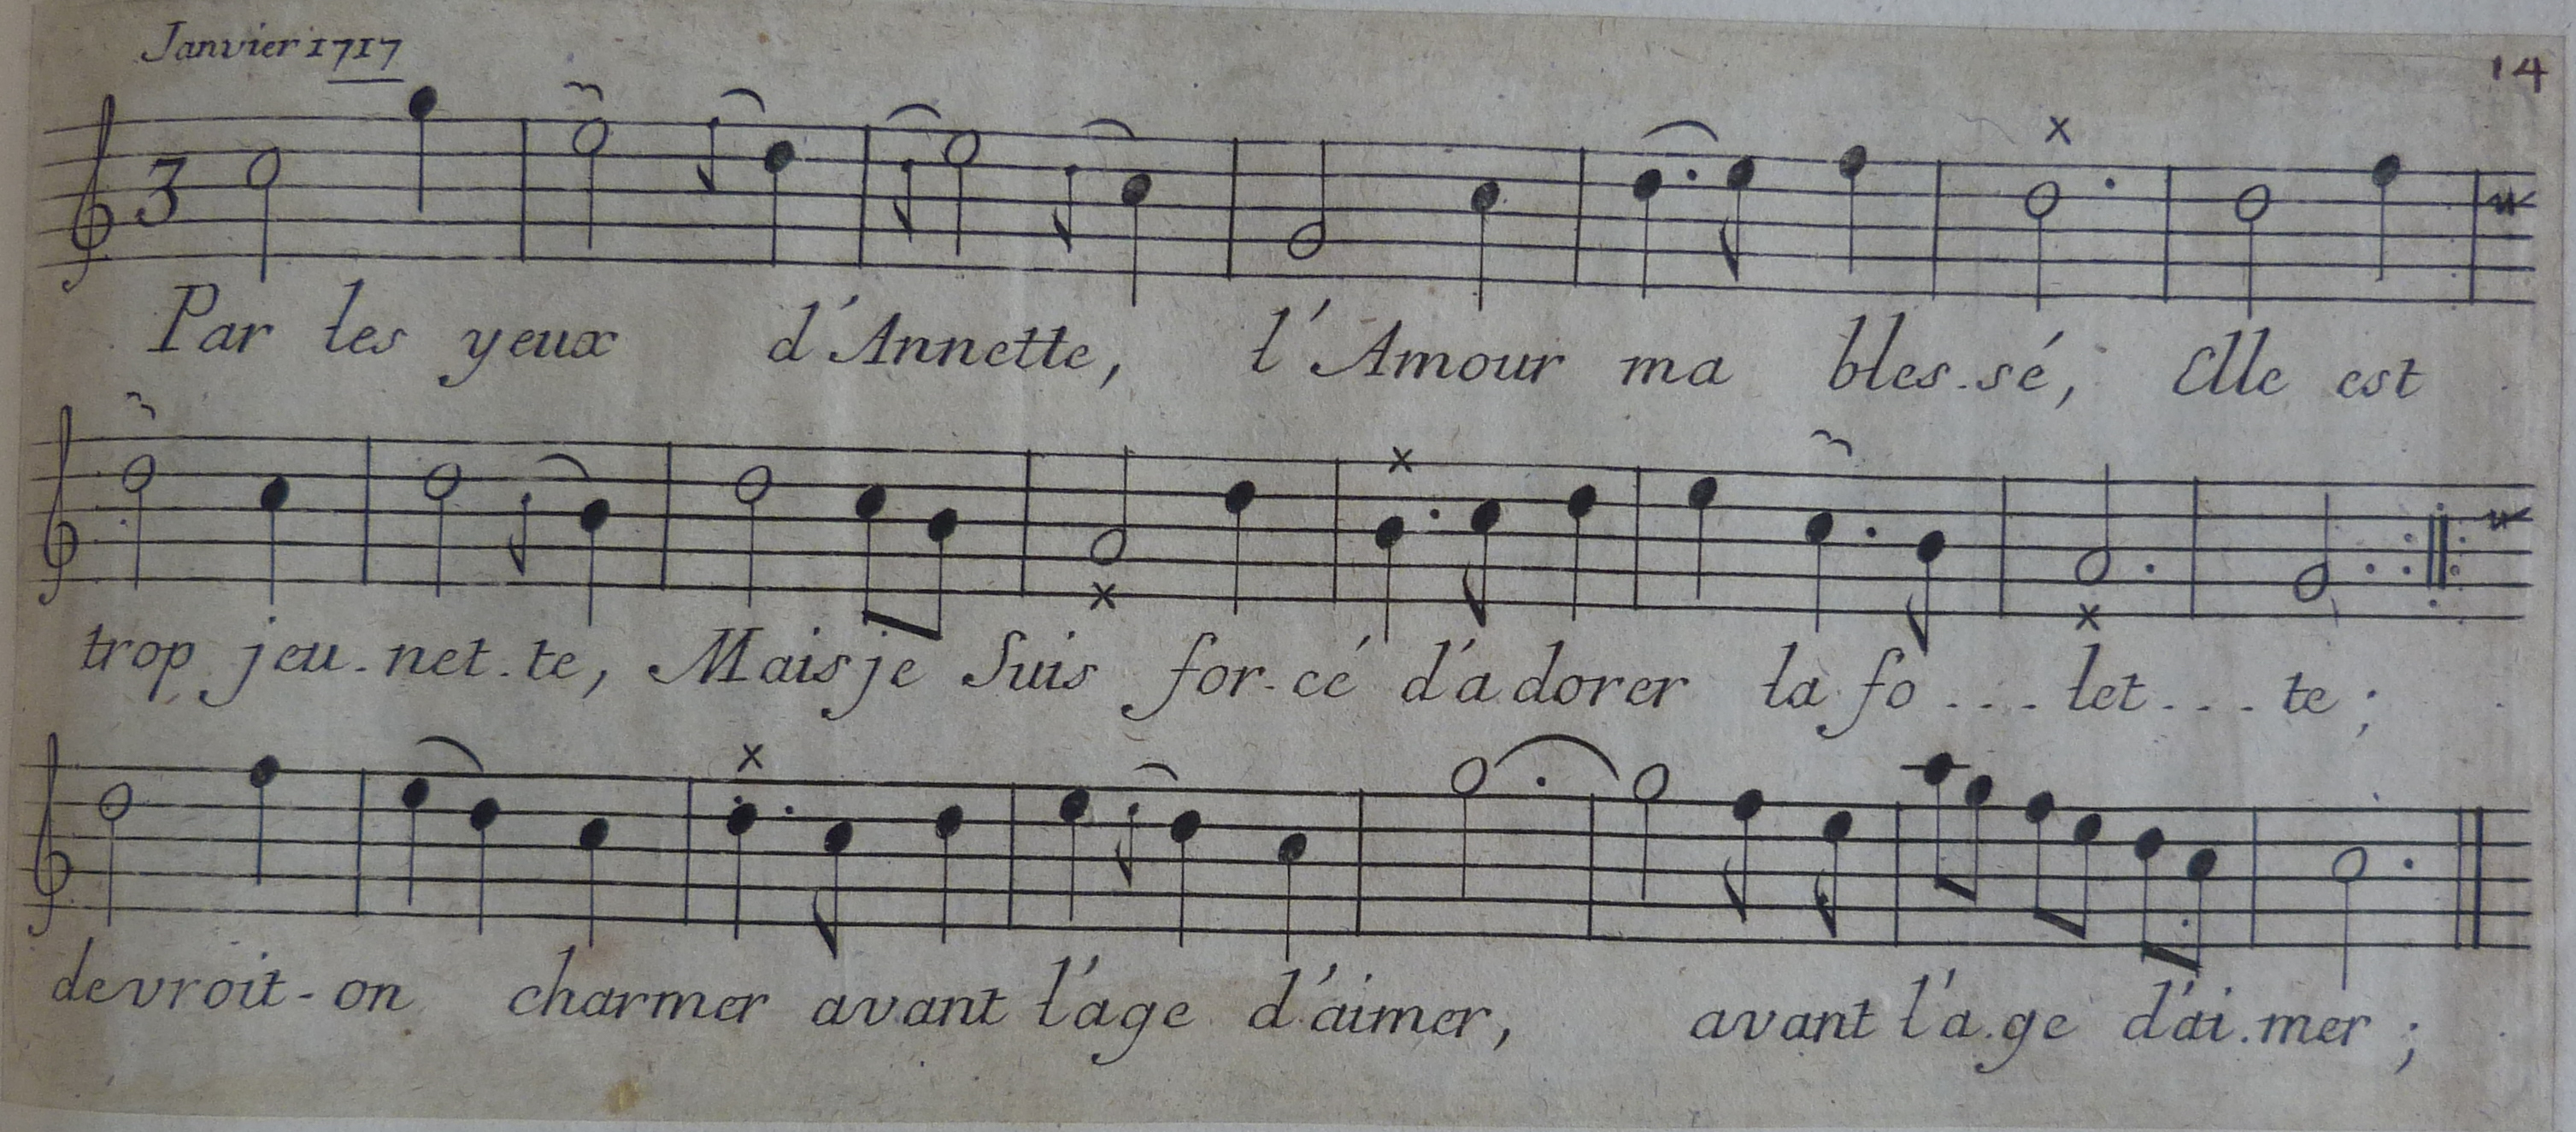 Janvier 1717
14
3
Par les yeux d'Annette, l'Amour ma bles.sé, Elle est
trop jeu.net.te, Mais je Suis for-cé d'adorer la fo...let...te;
devroit-on charmer avant l'age d'aimer, avant l'a.ge d'ai.mer;